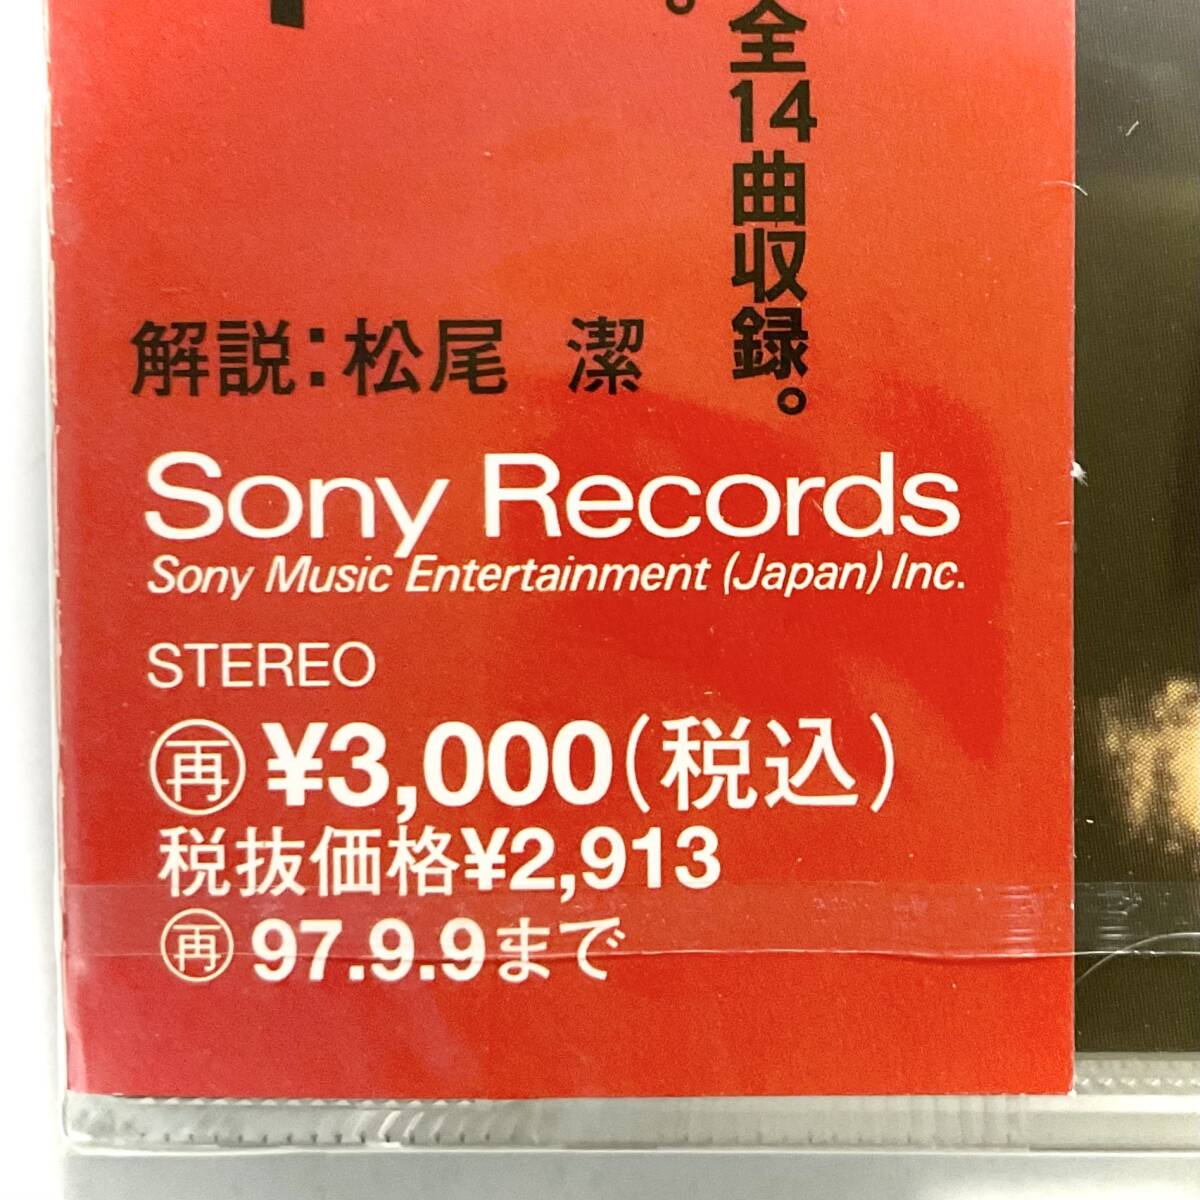 全14曲収録。
解説：松尾 潔
Sony Records
Sony Music Entertainment (Japan) Inc.
STEREO
再 ¥3,000(税込)
税抜価格¥2,913
再 97.9.9まで